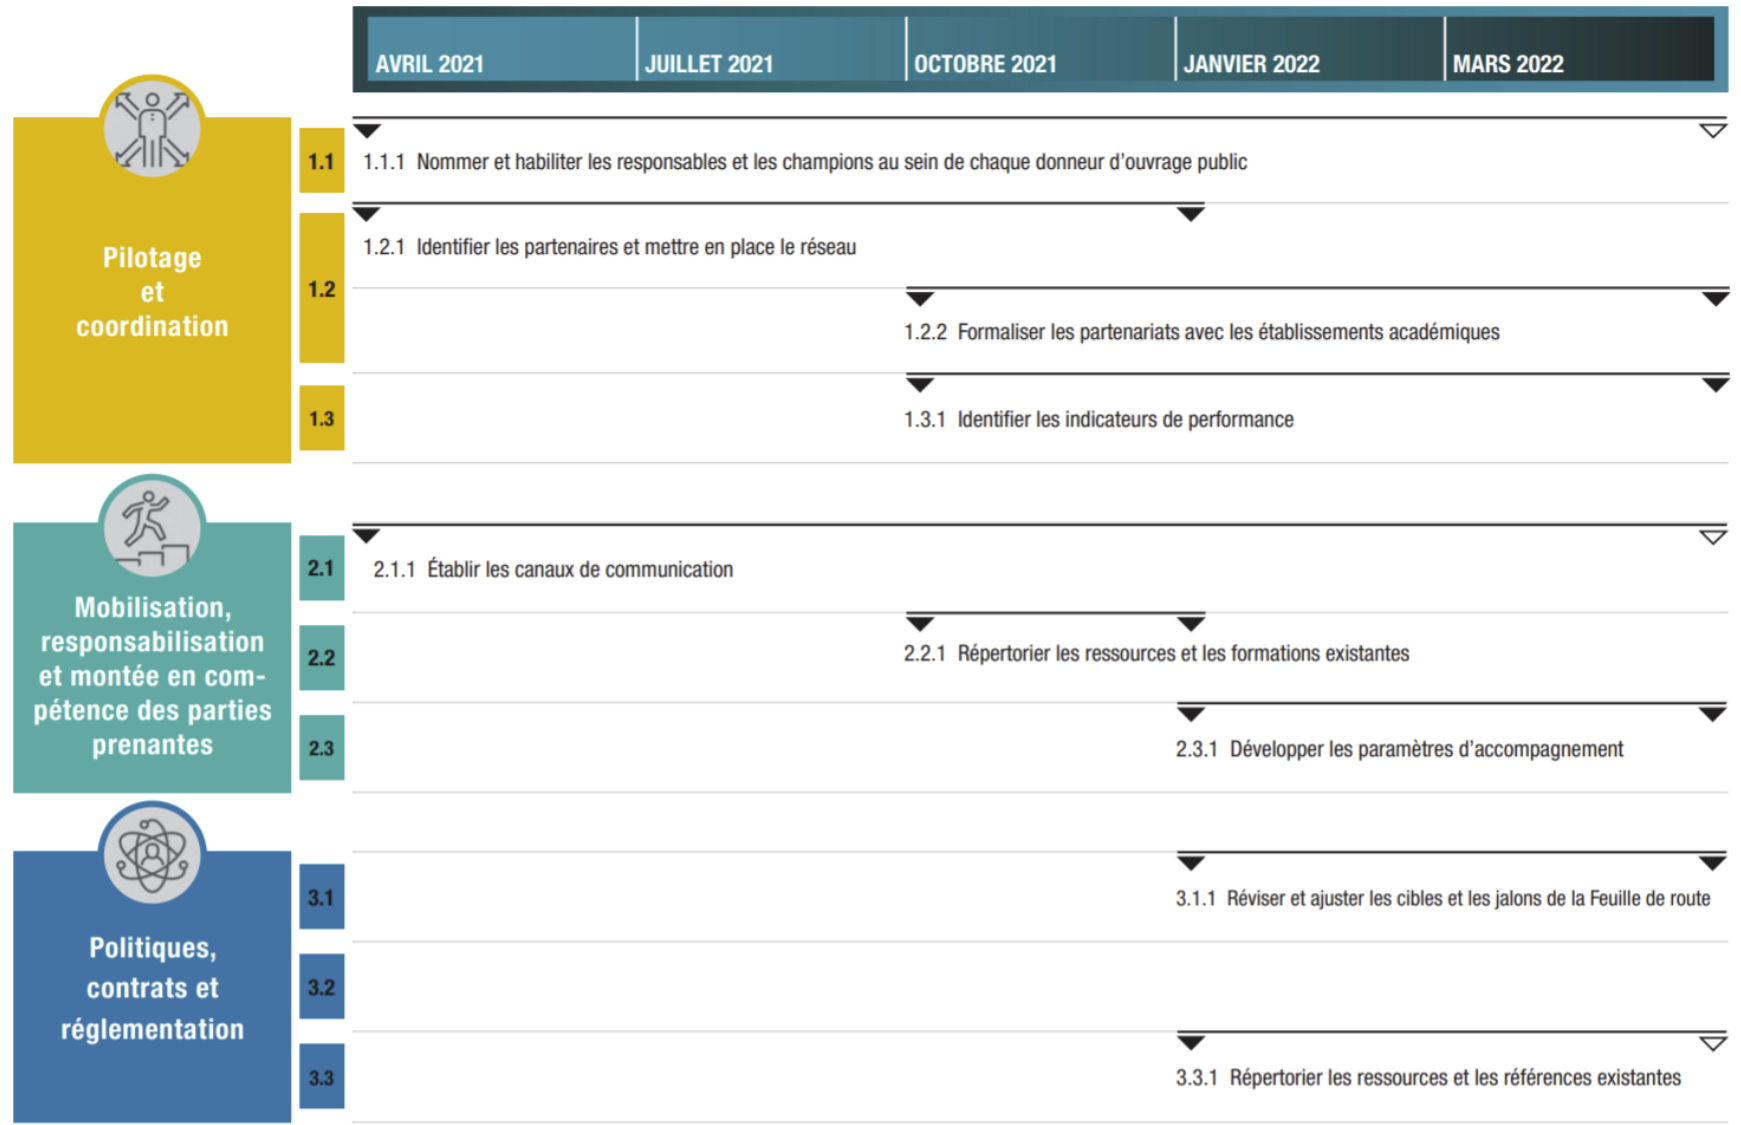 AVRIL 2021
JUILLET 2021
OCTOBRE 2021
JANVIER 2022
MARS 2022
Pilotage
et
coordination
1.1
1.1.1 Nommer et habiliter les responsables et les champions au sein de chaque donneur d’ouvrage public
1.2
1.2.1 Identifier les partenaires et mettre en place le réseau
1.2.2 Formaliser les partenariats avec les établissements académiques
1.3
1.3.1 Identifier les indicateurs de performance
Mobilisation,
responsabilisation
et montée en com-
pétence des parties
prenantes
2.1
2.1.1 Établir les canaux de communication
2.2
2.2.1 Répertorier les ressources et les formations existantes
2.3
2.3.1 Développer les paramètres d’accompagnement
Politiques,
contrats et
réglementation
3.1
3.1.1 Réviser et ajuster les cibles et les jalons de la Feuille de route
3.2
3.3
3.3.1 Répertorier les ressources et les références existantes